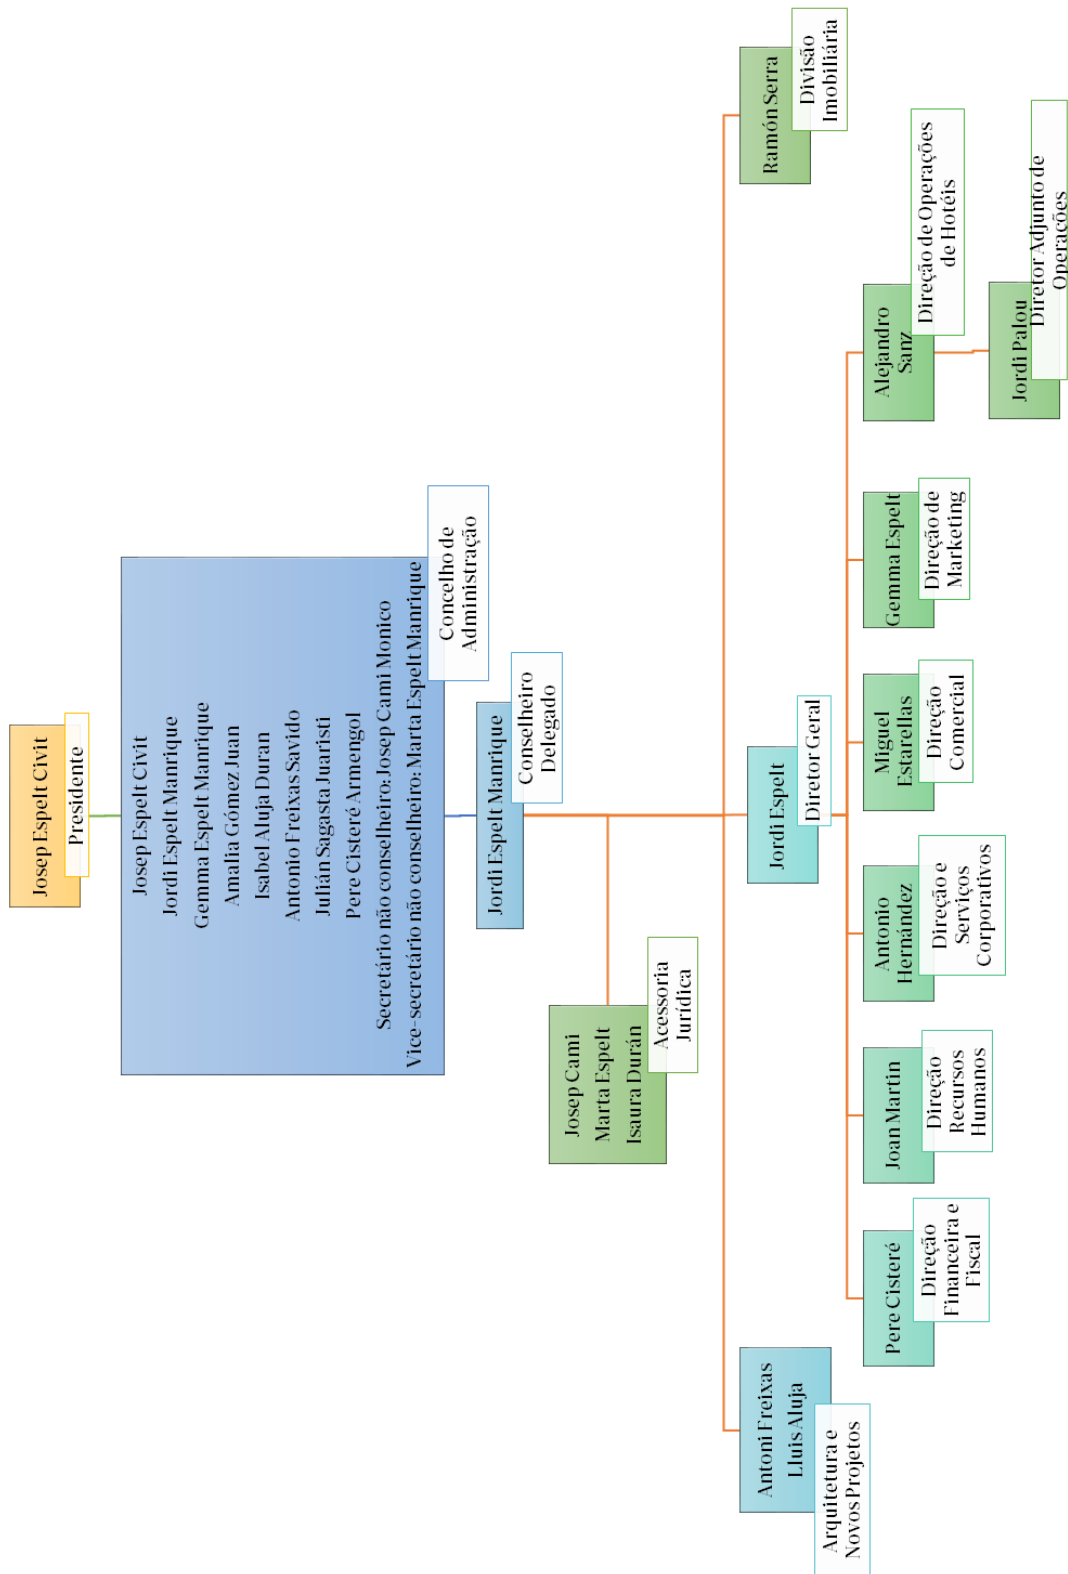 Josep Espelt Civit
Presidente
Josep Espelt Civit
Jordi Espelt Manrique
Gemma Espelt Manrique
Amalia Gómez Juan
Isabel Aluja Duran
Antonio Freixas Savido
Julián Sagasta Juaristi
Pere Cisteré Armengol
Secretário não conselheiro: Josep Cami Monico
Vice-secretário não conselheiro: Marta Espelt Manrique
Concelho de
Administração
Jordi Espelt Manrique
Conselheiro
Delegado
Josep Cami
Marta Espelt
Isaura Durán
Acessoria
Jurídica
Antoni Freixas
Lluis Aluja
Arquitetura e
Novos Projetos
Jordi Espelt
Diretor Geral
Ramón Serra
Divisão
Imobiliária
Pere Cisteré
Direção
Financeira e
Fiscal
Joan Martin
Direção
Recursos
Humanos
Antonio
Hernández
Direção e
Serviços
Corporativos
Miguel
Estarellas
Direção
Comercial
Gemma Espelt
Direção de
Marketing
Alejandro
Sanz
Direção de Operações
de Hotéis
Jordi Palou
Diretor Adjunto de
Operações